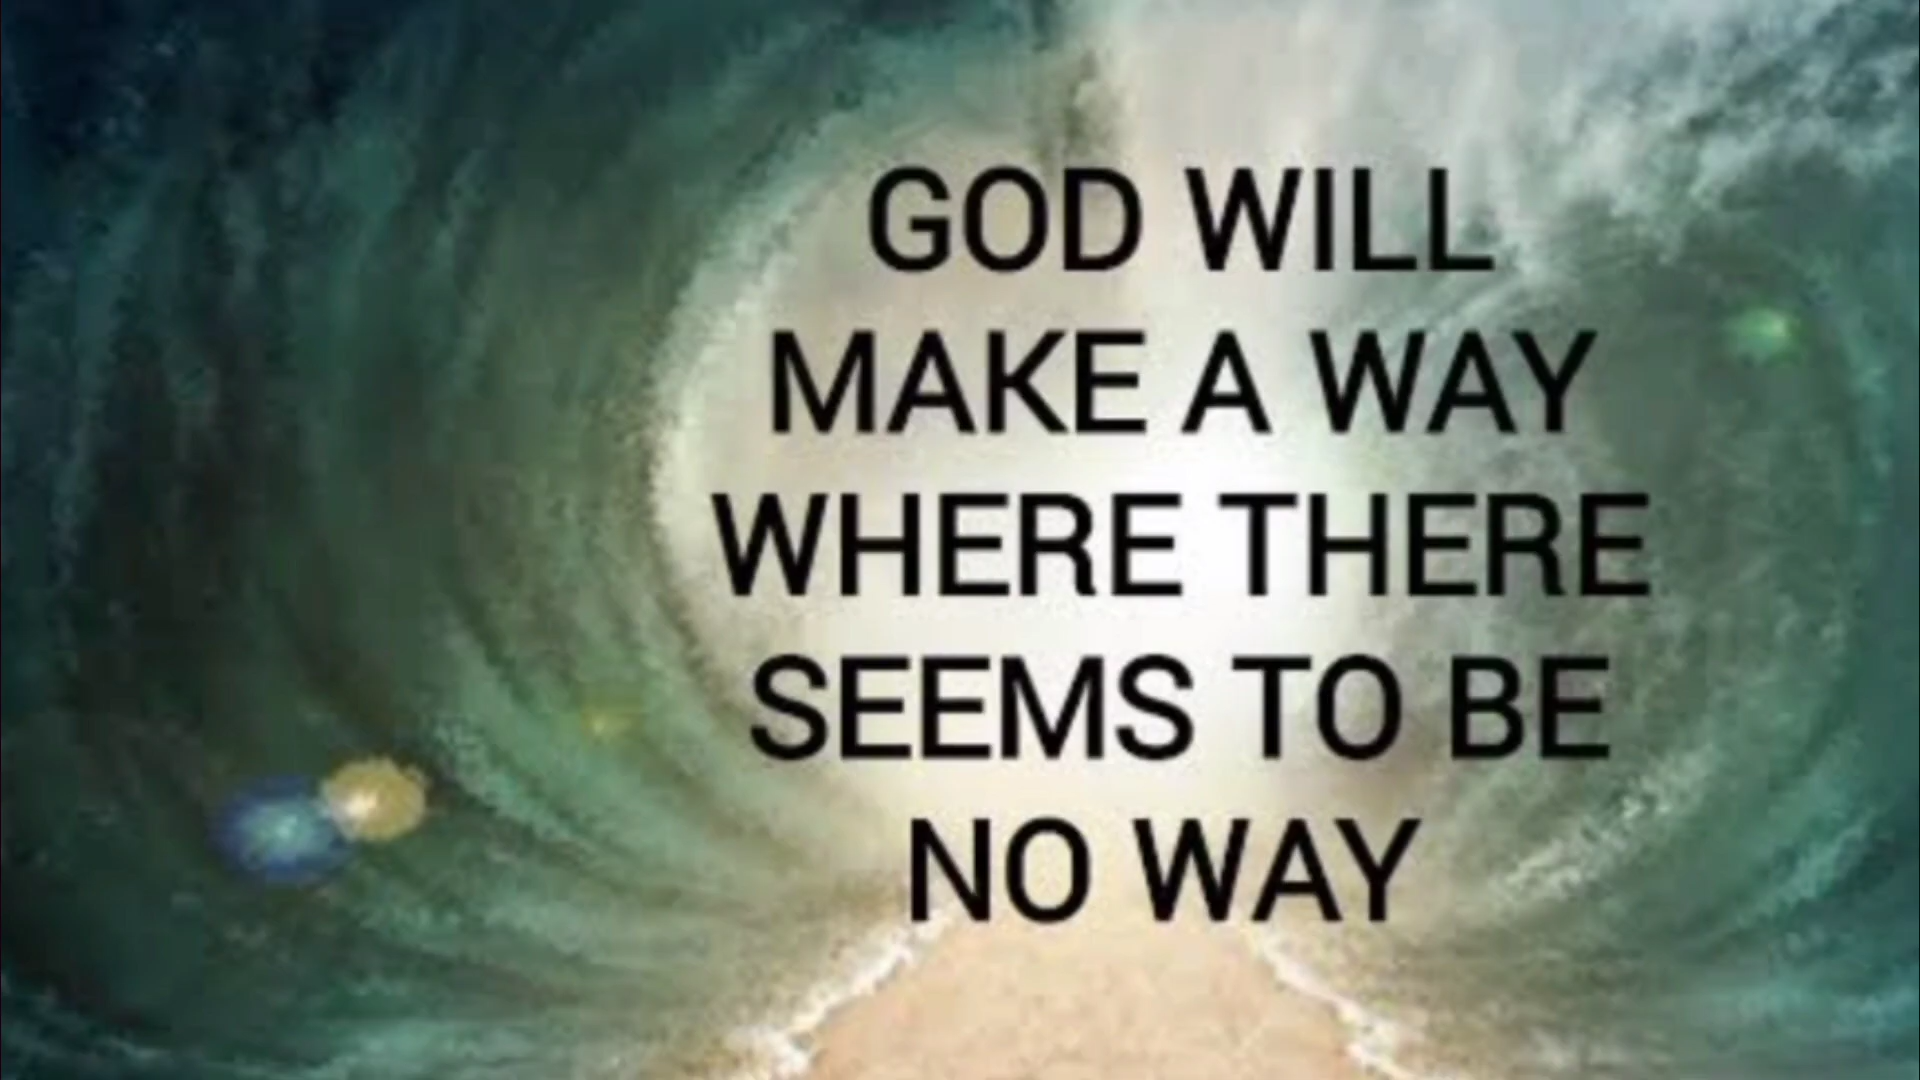 GOD WILL
MAKE A WAY
WHERE THERE
SEEMS TO BE
NO WAY